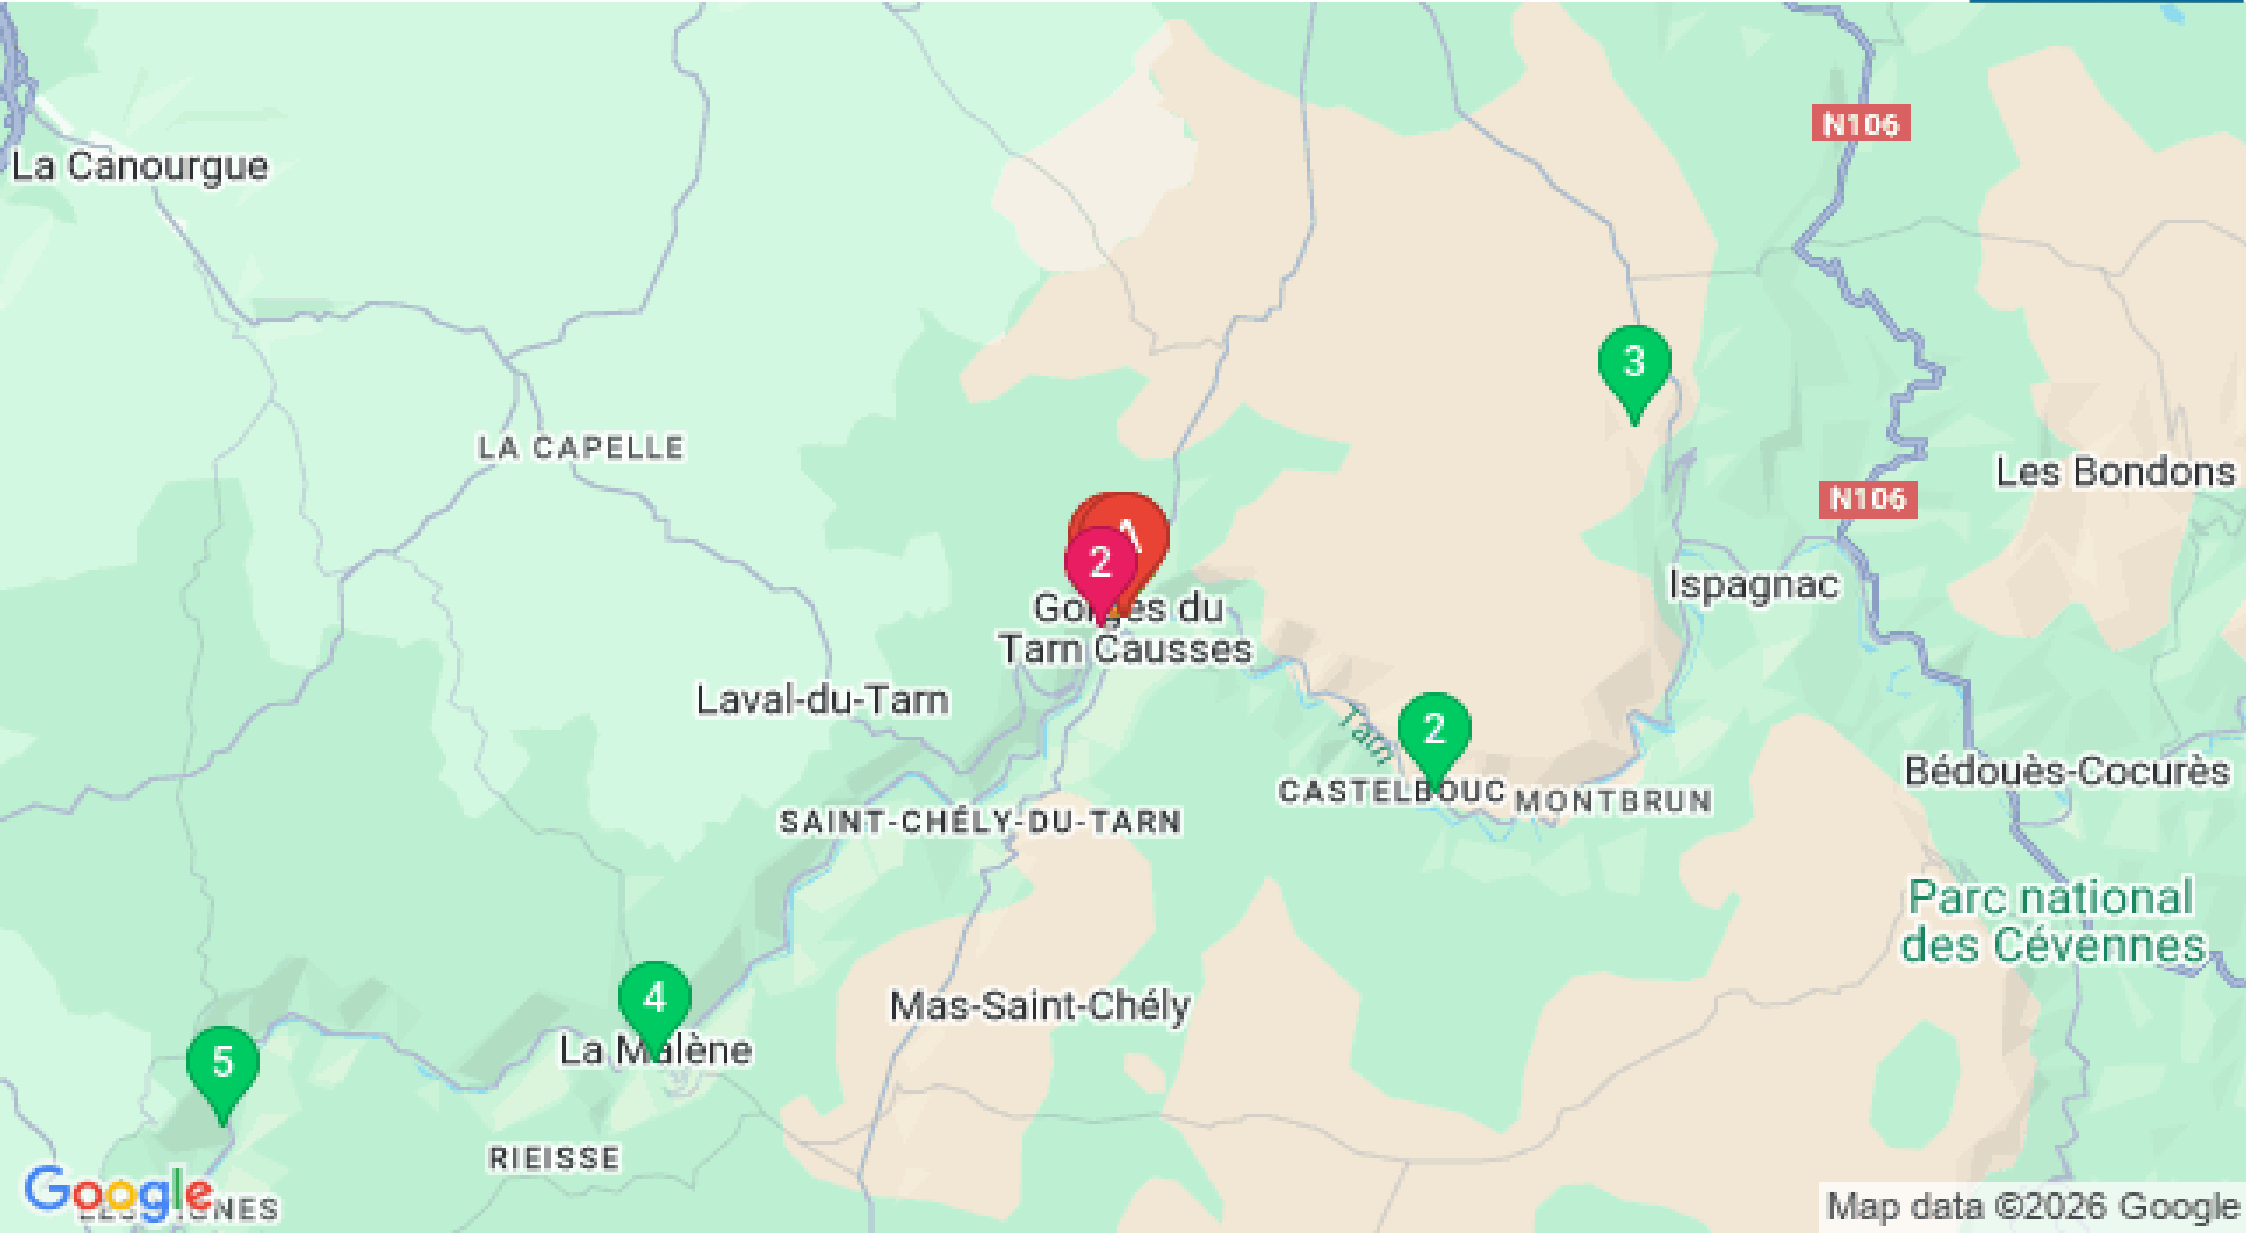 N106
La Canourgue
3
LA CAPELLE
Les Bondons
N106
2
Ispagnac
Gorges du
Tarn Causses
Laval-du-Tarn
Tarn
2
CASTELBOUC
MONTBRUN
Bédouès-Cocurès
SAINT-CHÉLY-DU-TARN
Parc national
des Cévennes
4
Mas-Saint-Chély
La Malène
5
RIEISSE
Google
Map data ©2026 Google